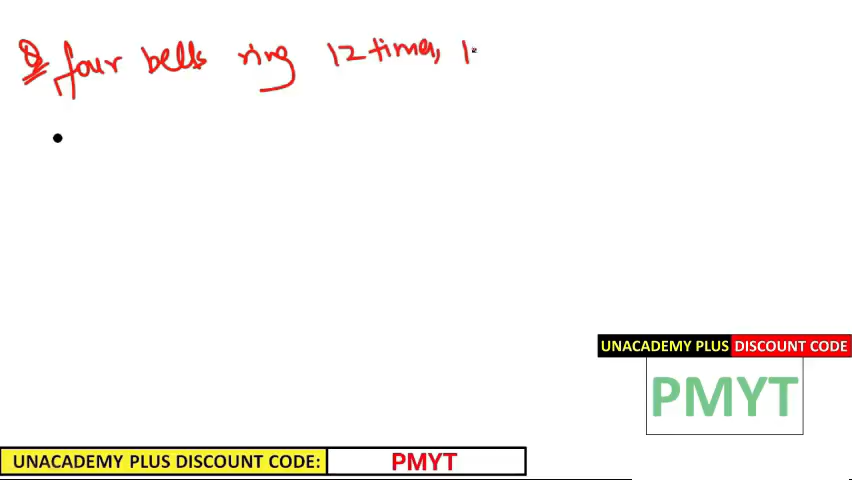 Q four bells ring 12 times, 1
UNACADEMY PLUS DISCOUNT CODE
PMYT
UNACADEMY PLUS DISCOUNT CODE: PMYT